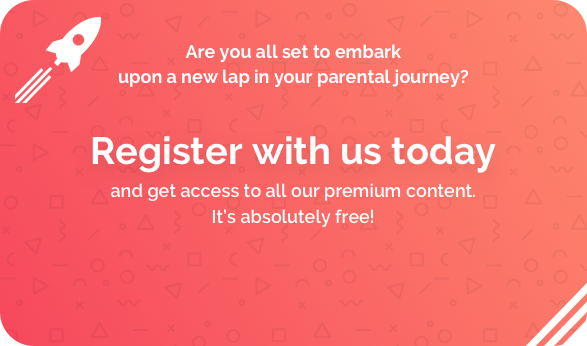 Are you all set to embark
upon a new lap in your parental journey?
Register with us today
and get access to all our premium content.
It's absolutely free!